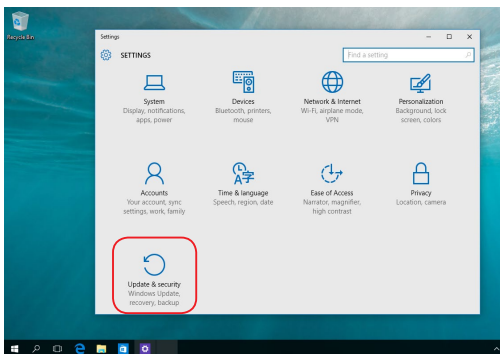 Recycle Bin
Settings
SETTINGS
Find a setting
System
Display, notifications,
apps, power
Devices
Bluetooth, printers,
mouse
Network & Internet
Wi-Fi, airplane mode,
VPN
Personalization
Background, lock
screen, colors
Accounts
Your account, sync
settings, work, family
Time & language
Speech, region, date
Ease of Access
Narrator, magnifier,
high contrast
Privacy
Location, camera
Update & security
Windows Update,
recovery, backup